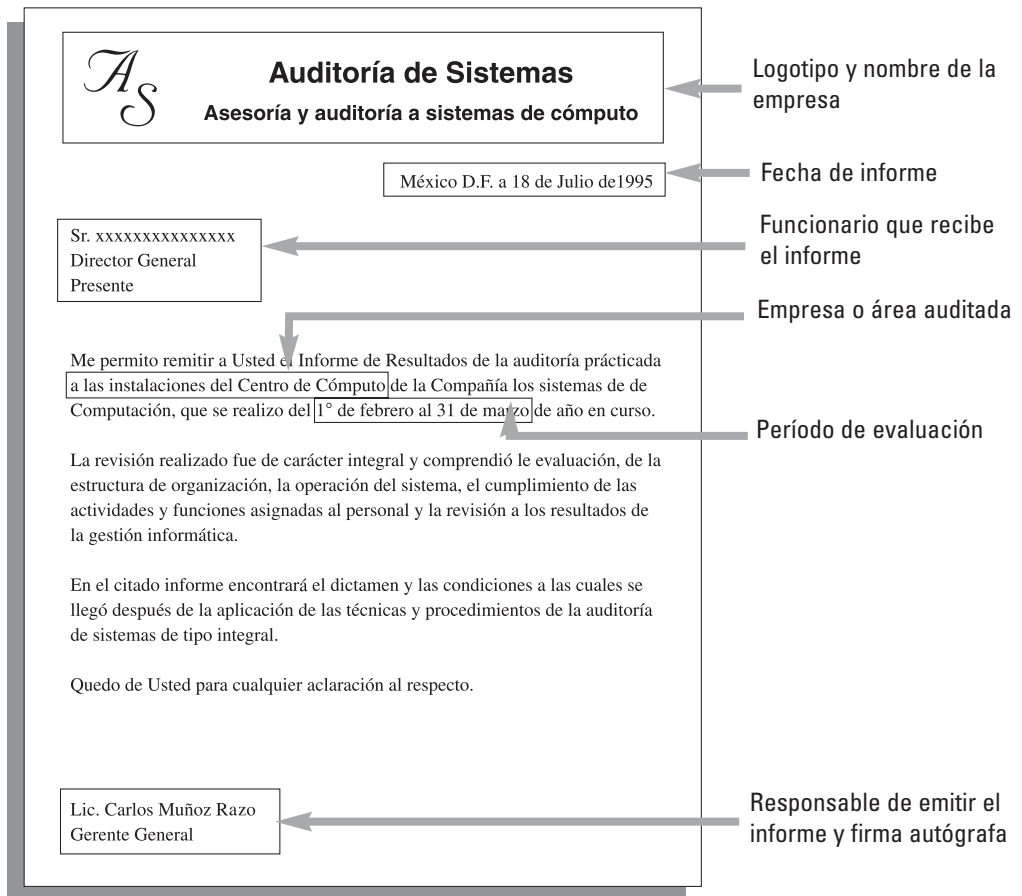 AS
Auditoría de Sistemas
Asesoría y auditoría a sistemas de cómputo
Logotipo y nombre de la
empresa
México D.F. a 18 de Julio de1995
Fecha de informe
Sr. xxxxxxxxxxxxxxx
Director General
Presente
Funcionario que recibe
el informe
Empresa o área auditada
Me permito remitir a Usted el Informe de Resultados de la auditoría prácticada
a las instalaciones del Centro de Cómputo de la Compañía los sistemas de de
Computación, que se realizo del 1° de febrero al 31 de marzo de año en curso.
Período de evaluación
La revisión realizado fue de carácter integral y comprendió le evaluación, de la
estructura de organización, la operación del sistema, el cumplimiento de las
actividades y funciones asignadas al personal y la revisión a los resultados de
la gestión informática.
En el citado informe encontrará el dictamen y las condiciones a las cuales se
llegó después de la aplicación de las técnicas y procedimientos de la auditoría
de sistemas de tipo integral.
Quedo de Usted para cualquier aclaración al respecto.
Lic. Carlos Muñoz Razo
Gerente General
Responsable de emitir el
informe y firma autógrafa